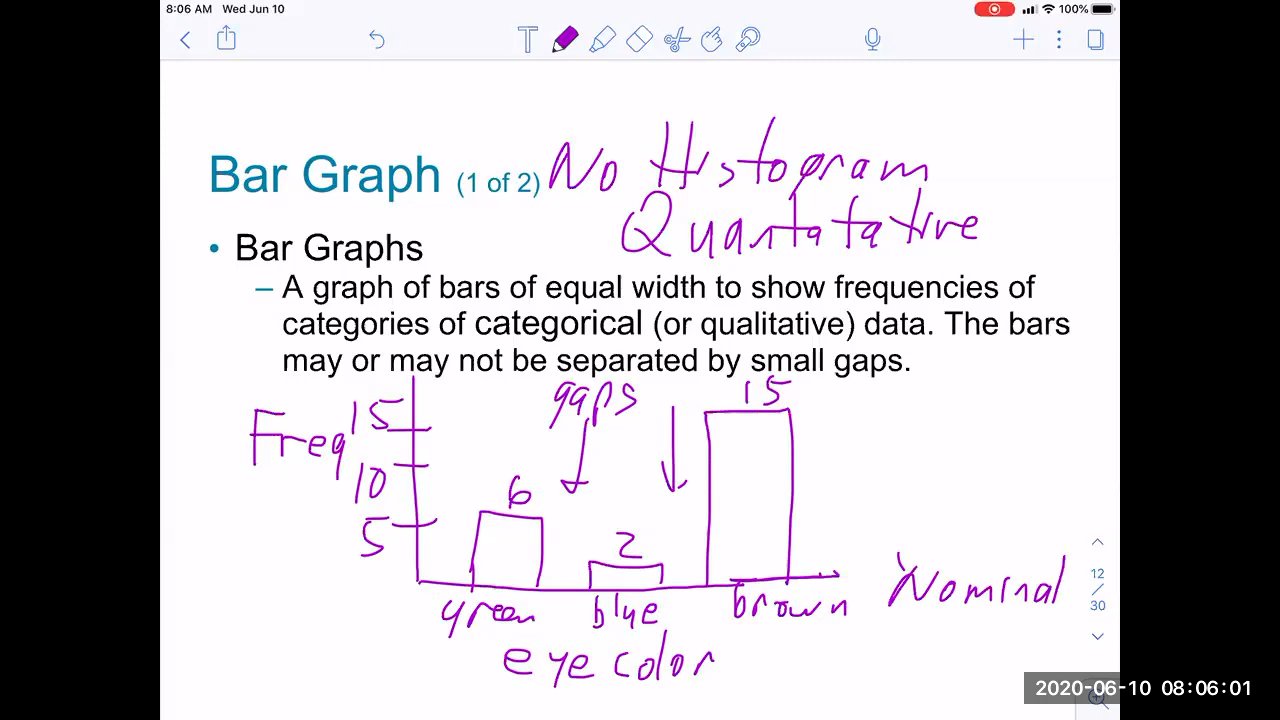 8:06 AM Wed Jun 10
100%
Bar Graph (1 of 2) No Histogram
Quantatative
• Bar Graphs
– A graph of bars of equal width to show frequencies of
categories of categorical (or qualitative) data. The bars
may or may not be separated by small gaps.
Freq
15
10
5
gaps
6
2
15
green blue brown
eye color
Nominal
12
/
30
2020-06-10 08:06:01